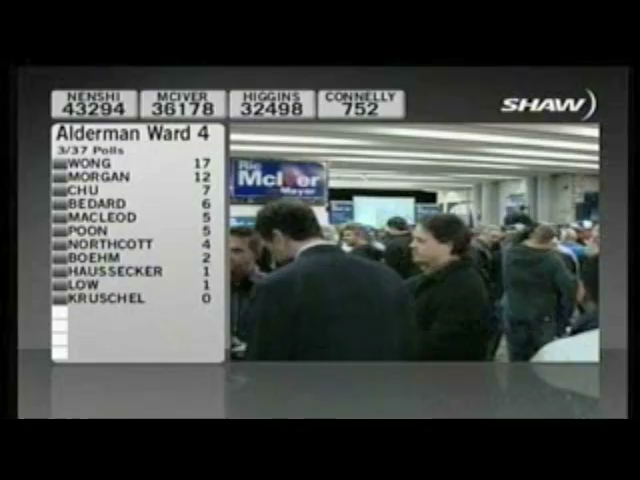 NENSHI MCIVER HIGGINS CONNELLY
43294 36178 32498 752
SHAW)
Alderman Ward 4
3/37 Polls
WONG 17
MORGAN 12
CHU 7
BEDARD 6
MACLEOD 5
POON 5
NORTHCOTT 4
BOEHM 2
HAUSSECKER 1
LOW 1
KRUSCHEL 0
Ric
McIver
Mayor